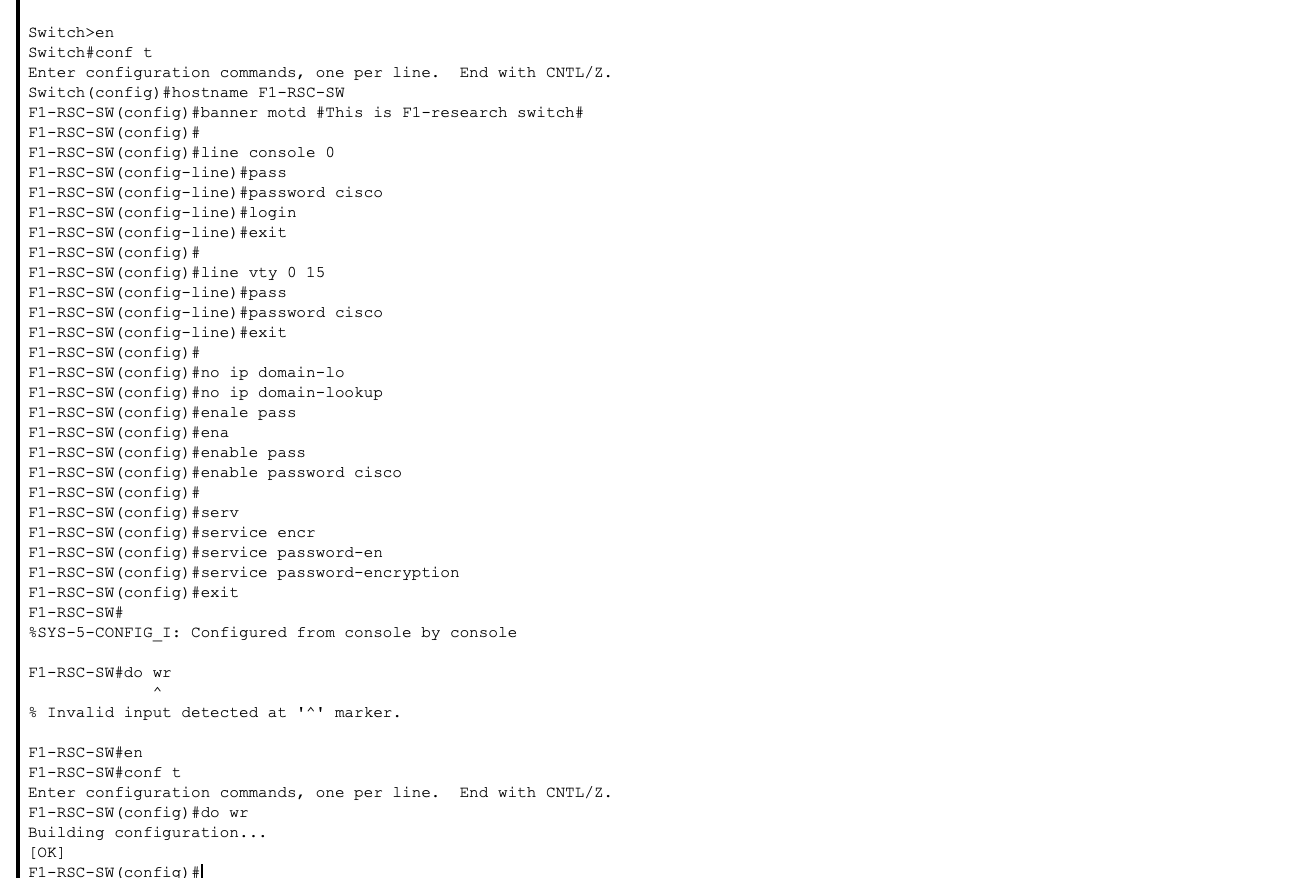 Switch>en
Switch#conf t
Enter configuration commands, one per line.  End with CNTL/Z.
Switch(config)#hostname F1-RSC-SW
F1-RSC-SW(config)#banner motd #This is F1-research switch#
F1-RSC-SW(config)#
F1-RSC-SW(config)#line console 0
F1-RSC-SW(config-line)#pass
F1-RSC-SW(config-line)#password cisco
F1-RSC-SW(config-line)#login
F1-RSC-SW(config-line)#exit
F1-RSC-SW(config)#
F1-RSC-SW(config)#line vty 0 15
F1-RSC-SW(config-line)#pass
F1-RSC-SW(config-line)#password cisco
F1-RSC-SW(config-line)#exit
F1-RSC-SW(config)#
F1-RSC-SW(config)#no ip domain-lo
F1-RSC-SW(config)#no ip domain-lookup
F1-RSC-SW(config)#enale pass
F1-RSC-SW(config)#ena
F1-RSC-SW(config)#enable pass
F1-RSC-SW(config)#enable password cisco
F1-RSC-SW(config)#
F1-RSC-SW(config)#serv
F1-RSC-SW(config)#service encr
F1-RSC-SW(config)#service password-en
F1-RSC-SW(config)#service password-encryption
F1-RSC-SW(config)#exit
F1-RSC-SW#
%SYS-5-CONFIG_I: Configured from console by console
F1-RSC-SW#do wr
^
% Invalid input detected at '^' marker.
F1-RSC-SW#en
F1-RSC-SW#conf t
Enter configuration commands, one per line.  End with CNTL/Z.
F1-RSC-SW(config)#do wr
Building configuration...
[OK]
F1-RSC-SW(config)#